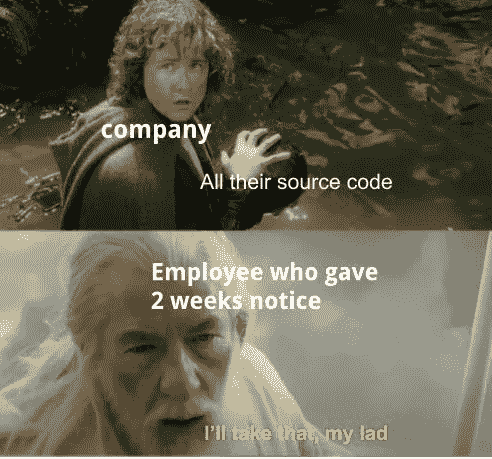 company
All their source code
Employee who gave
2 weeks notice
I'll take that, my lad